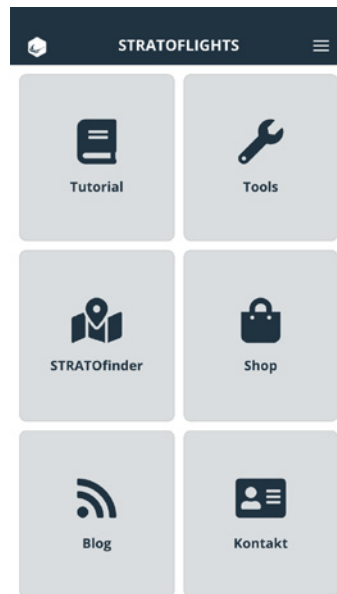 STRATOFLIGHTS
Tutorial
Tools
STRATOfinder
Shop
Blog
Kontakt